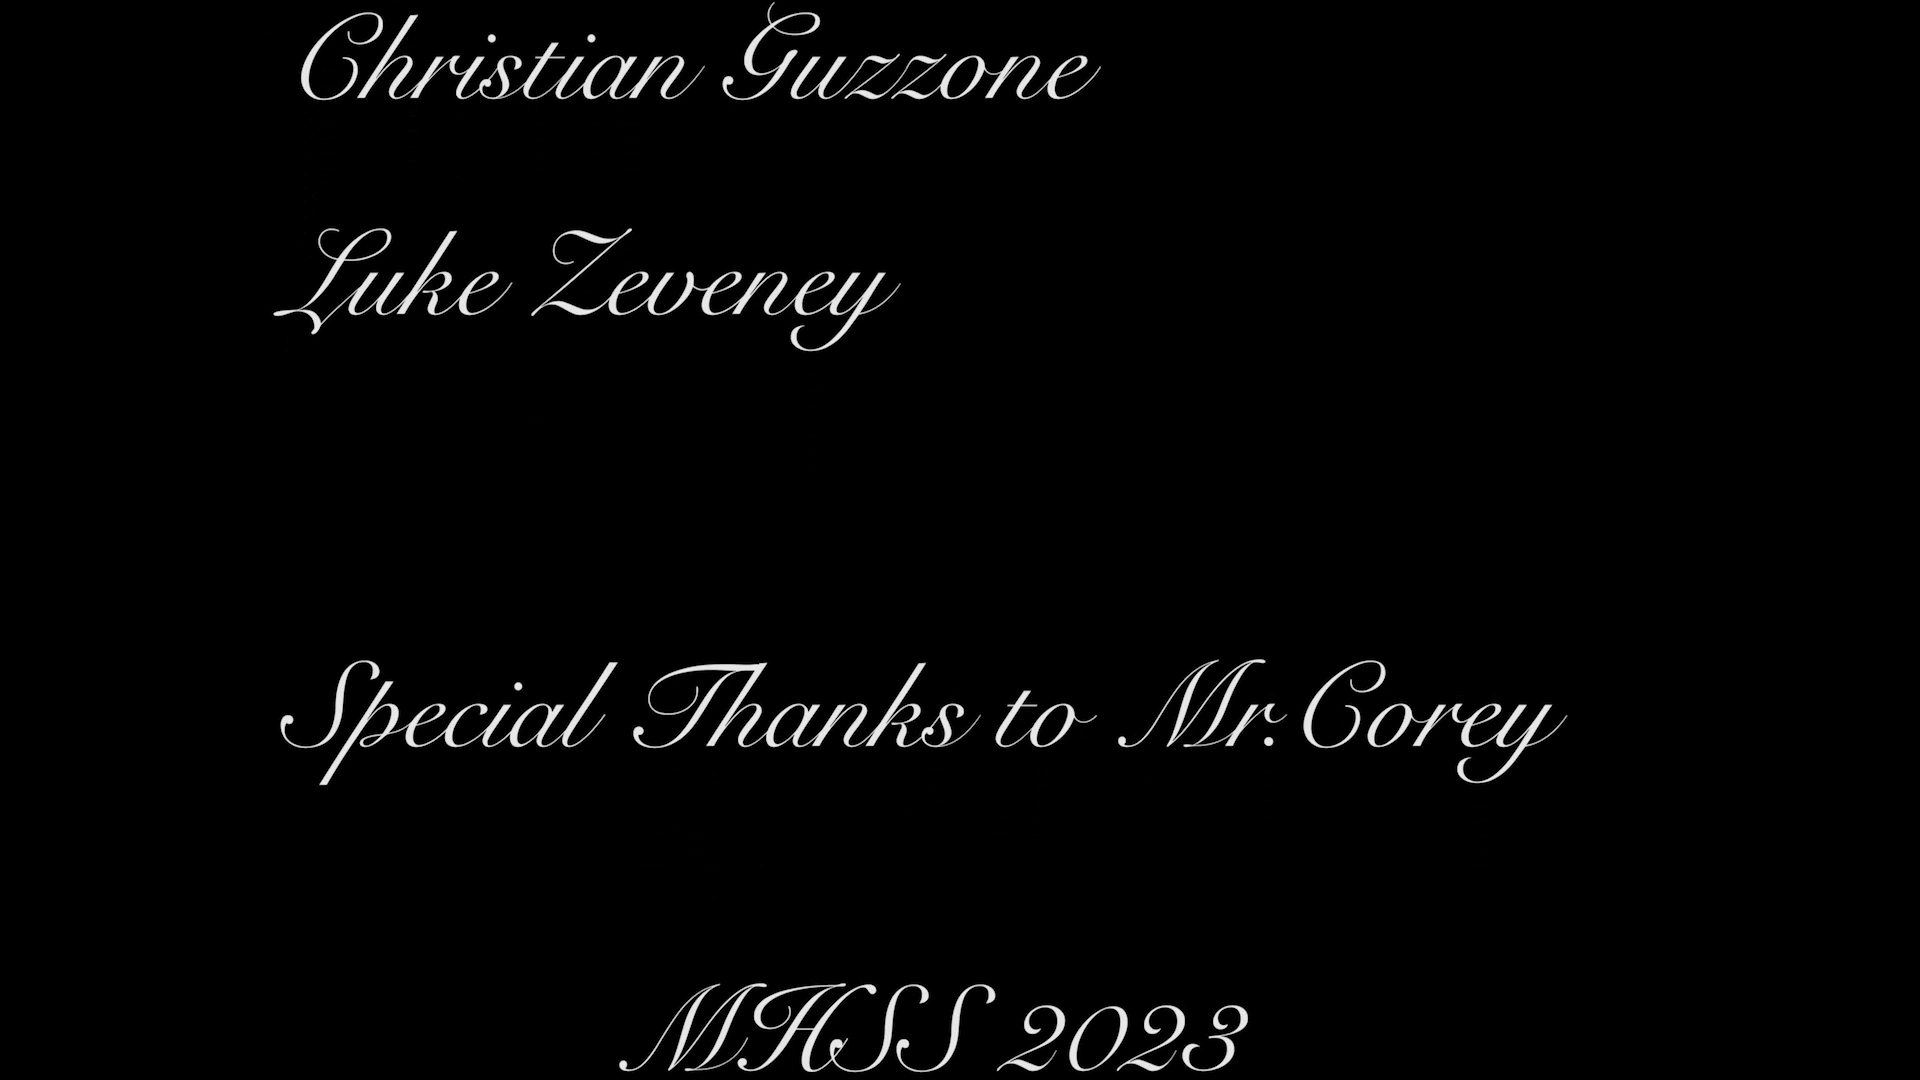 Christian Guzzone
Luke Zeveney
Special Thanks to Mr. Corey
MHSS 2023